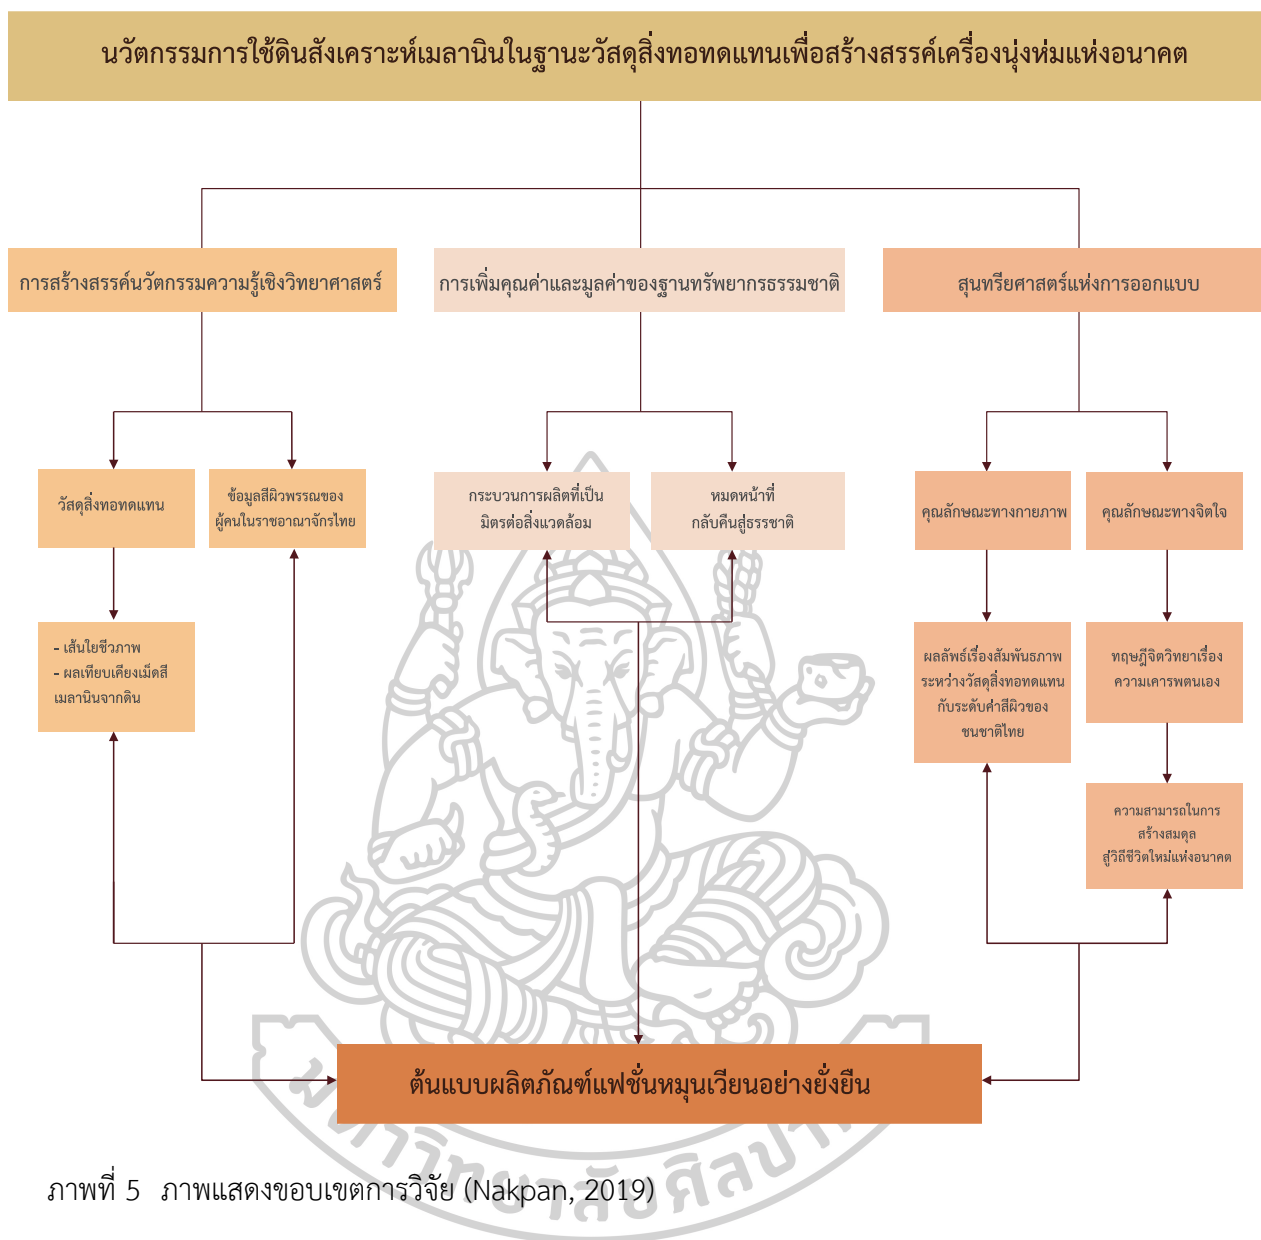 นวัตกรรมการใช้ดินสังเคราะห์เมลานินในฐานะวัสดุสิ่งทอทดแทนเพื่อสร้างสรรค์เครื่องนุ่งห่มแห่งอนาคต
การสร้างสรรค์นวัตกรรมความรู้เชิงวิทยาศาสตร์
การเพิ่มคุณค่าและมูลค่าของฐานทรัพยากรธรรมชาติ
สุนทรียศาสตร์แห่งการออกแบบ
วัสดุสิ่งทอทดแทน
ข้อมูลสีผิวพรรณของ
ผู้คนในราชอาณาจักรไทย
กระบวนการผลิตที่เป็น
มิตรต่อสิ่งแวดล้อม
หมดหน้าที่
กลับคืนสู่ธรรชาติ
คุณลักษณะทางกายภาพ
คุณลักษณะทางจิตใจ
- เส้นใยชีวภาพ
- ผลเทียบเคียงเม็ดสี
เมลานินจากดิน
ผลลัพธ์เรื่องสัมพันธภาพ
ระหว่างวัสดุสิ่งทอทดแทน
กับระดับค่าสีผิวของ
ชนชาติไทย
ทฤษฎีจิตวิทยาเรื่อง
ความเคารพตนเอง
ความสามารถในการ
สร้างสมดุล
สู่วิถีชีวิตใหม่แห่งอนาคต
ต้นแบบผลิตภัณฑ์แฟชั่นหมุนเวียนอย่างยั่งยืน
ภาพที่ 5 ภาพแสดงขอบเขตการวิจัย (Nakpan, 2019)